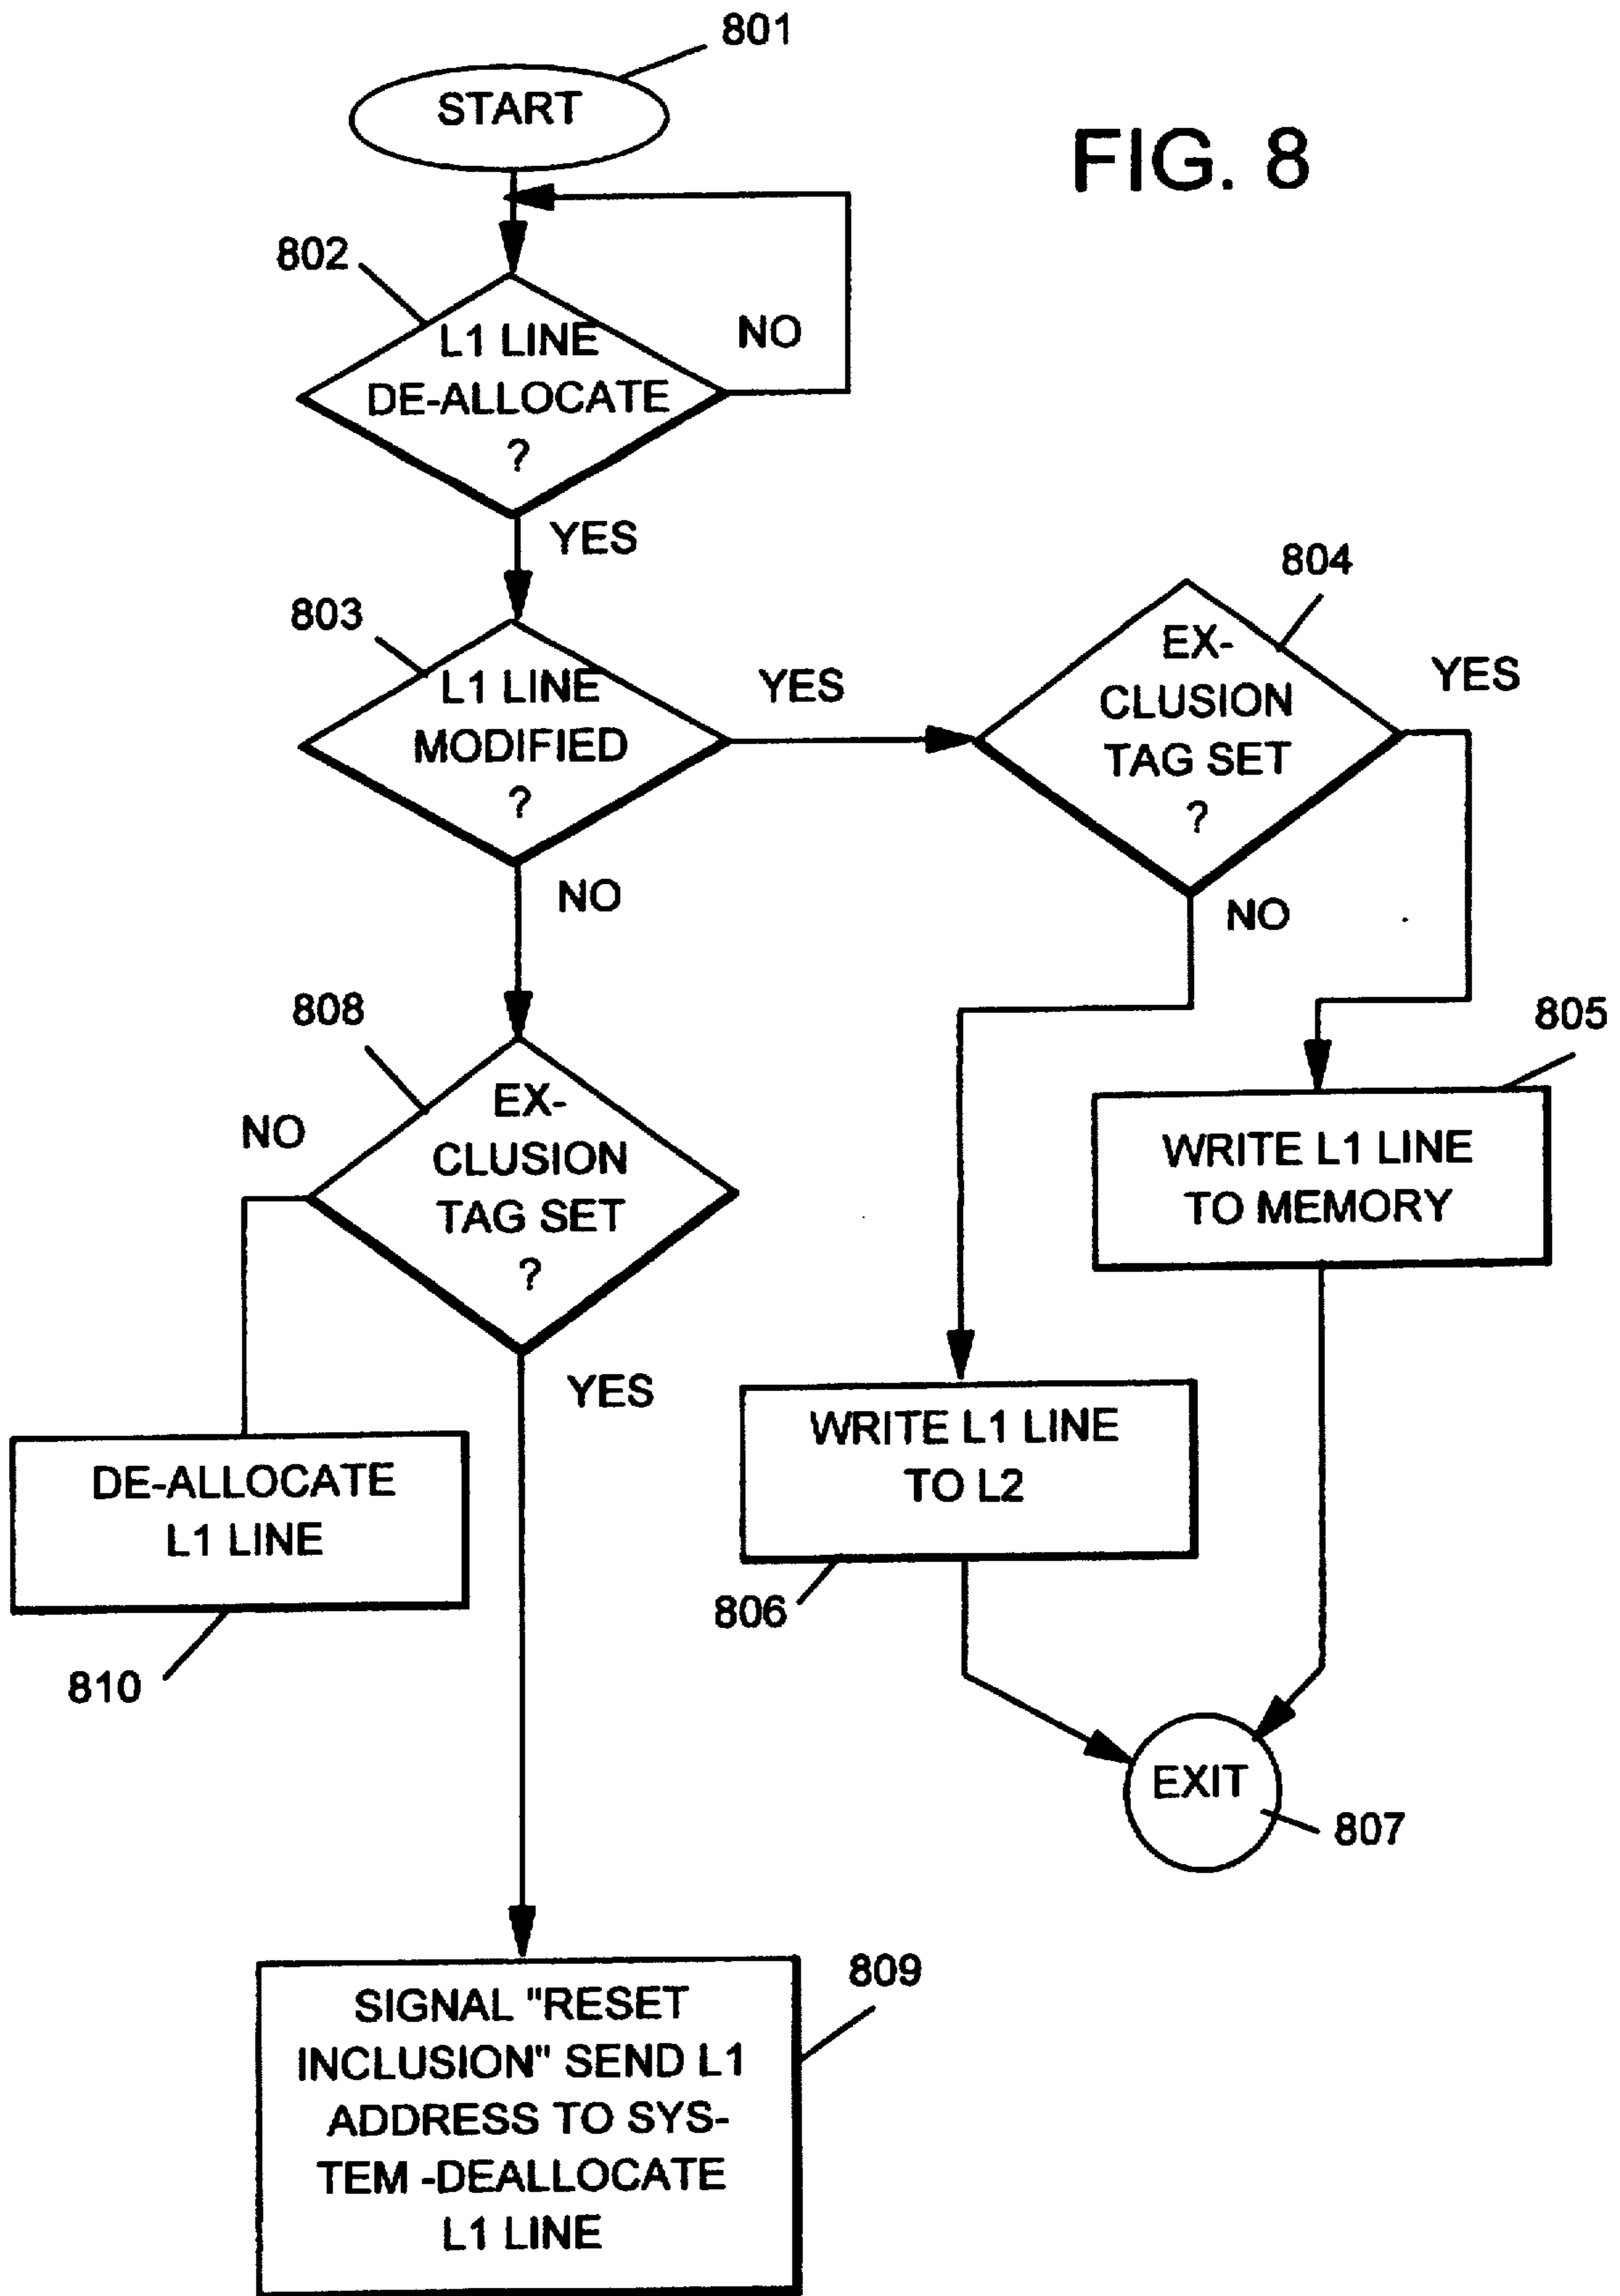 801
START
FIG. 8
802
L1 LINE
DE-ALLOCATE
?
NO
YES
803
L1 LINE
MODIFIED
?
YES
NO
804
EX-
CLUSION
TAG SET
?
YES
NO
808
EX-
CLUSION
TAG SET
?
NO
YES
805
WRITE L1 LINE
TO MEMORY
WRITE L1 LINE
TO L2
806
DE-ALLOCATE
L1 LINE
810
EXIT
807
809
SIGNAL "RESET
INCLUSION" SEND L1
ADDRESS TO SYS-
TEM -DEALLOCATE
L1 LINE